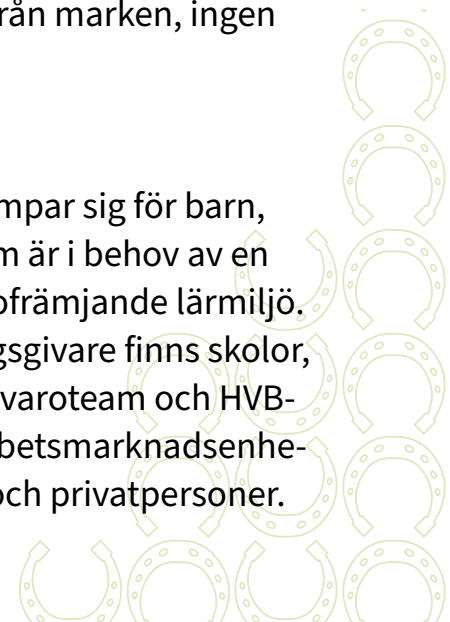 rån marken, ingen
mpar sig för barn,
m är i behov av en
ofrämjande lärmiljö.
gsgivare finns skolor,
varoteam och HVB-
betsmarknadsenhe-
och privatpersoner.